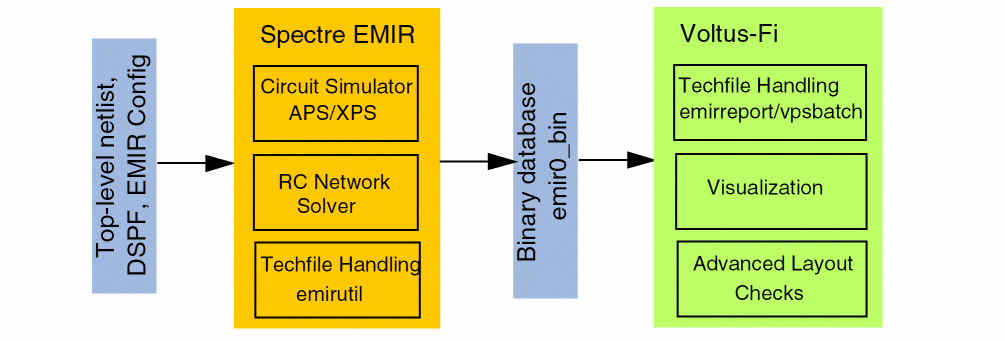 Top-level netlist,
DSPF, EMIR Config
Spectre EMIR
Circuit Simulator
APS/XPS
RC Network
Solver
Techfile Handling
emirutil
Binary database
emir0_bin
Voltus-Fi
Techfile Handling
emirreport/vpsbatch
Visualization
Advanced Layout
Checks